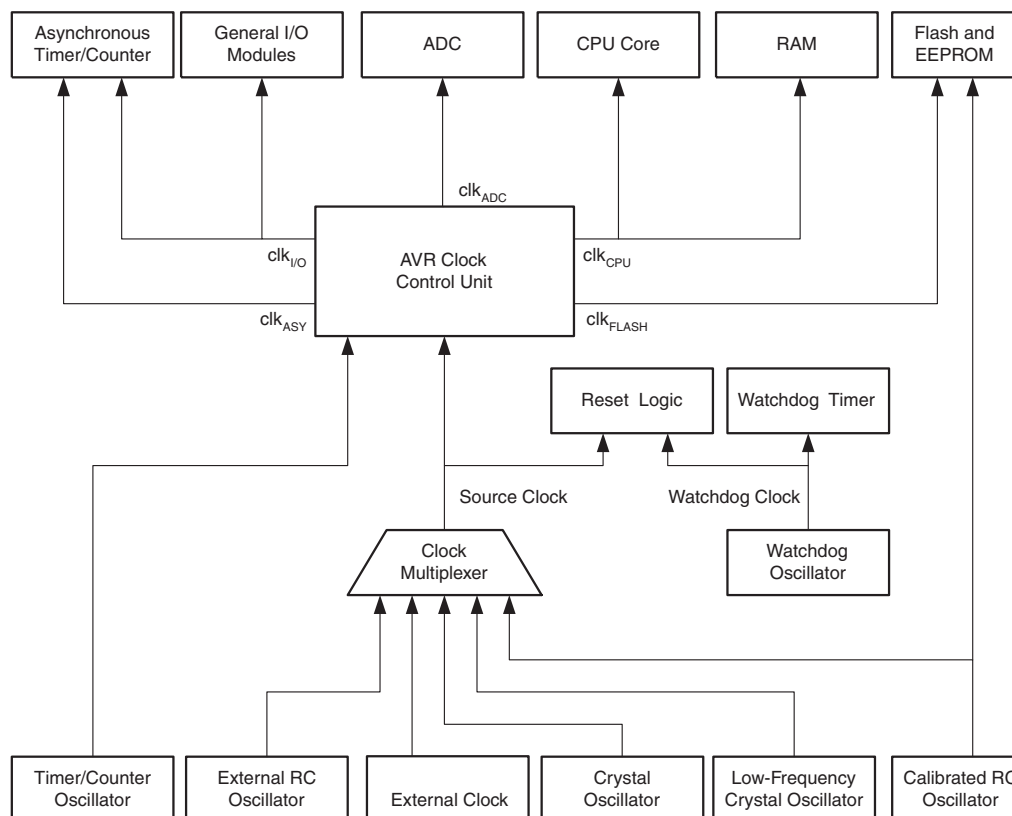 Asynchronous
Timer/Counter
General I/O
Modules
ADC
CPU Core
RAM
Flash and
EEPROM
clkADC
clkI/O
AVR Clock
Control Unit
clkCPU
clkASY
clkFLASH
Reset Logic
Watchdog Timer
Source Clock
Watchdog Clock
Clock
Multiplexer
Watchdog
Oscillator
Timer/Counter
Oscillator
External RC
Oscillator
External Clock
Crystal
Oscillator
Low-Frequency
Crystal Oscillator
Calibrated RC
Oscillator